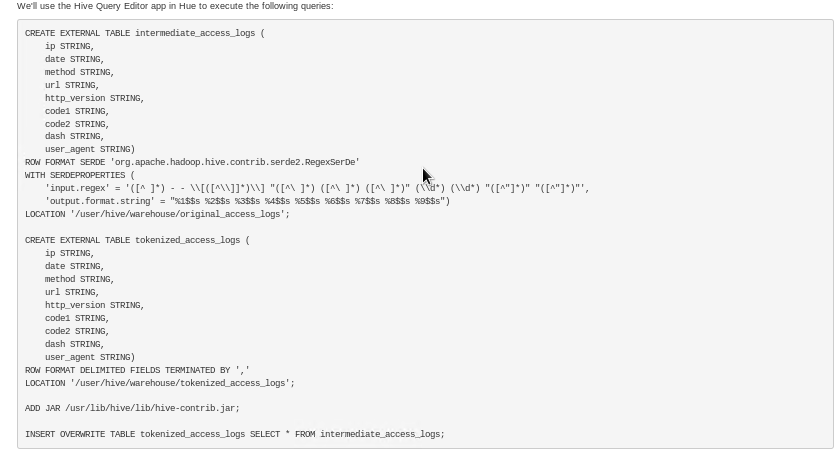 We'll use the Hive Query Editor app in Hue to execute the following queries:
CREATE EXTERNAL TABLE intermediate_access_logs (
    ip STRING,
    date STRING,
    method STRING,
    url STRING,
    http_version STRING,
    code1 STRING,
    code2 STRING,
    dash STRING,
    user_agent STRING)
ROW FORMAT SERDE 'org.apache.hadoop.hive.contrib.serde2.RegexSerDe'
WITH SERDEPROPERTIES (
    'input.regex' = '([^ ]*) - - \\[([^\\]]*)\\] "([^\ ]*) ([^\ ]*) ([^\ ]*)" (\\d*) (\\d*) "([^"]*)" "([^"]*)"',
    'output.format.string' = "%1$$s %2$$s %3$$s %4$$s %5$$s %6$$s %7$$s %8$$s %9$$s")
LOCATION '/user/hive/warehouse/original_access_logs';
CREATE EXTERNAL TABLE tokenized_access_logs (
    ip STRING,
    date STRING,
    method STRING,
    url STRING,
    http_version STRING,
    code1 STRING,
    code2 STRING,
    dash STRING,
    user_agent STRING)
ROW FORMAT DELIMITED FIELDS TERMINATED BY ','
LOCATION '/user/hive/warehouse/tokenized_access_logs';
ADD JAR /usr/lib/hive/lib/hive-contrib.jar;
INSERT OVERWRITE TABLE tokenized_access_logs SELECT * FROM intermediate_access_logs;